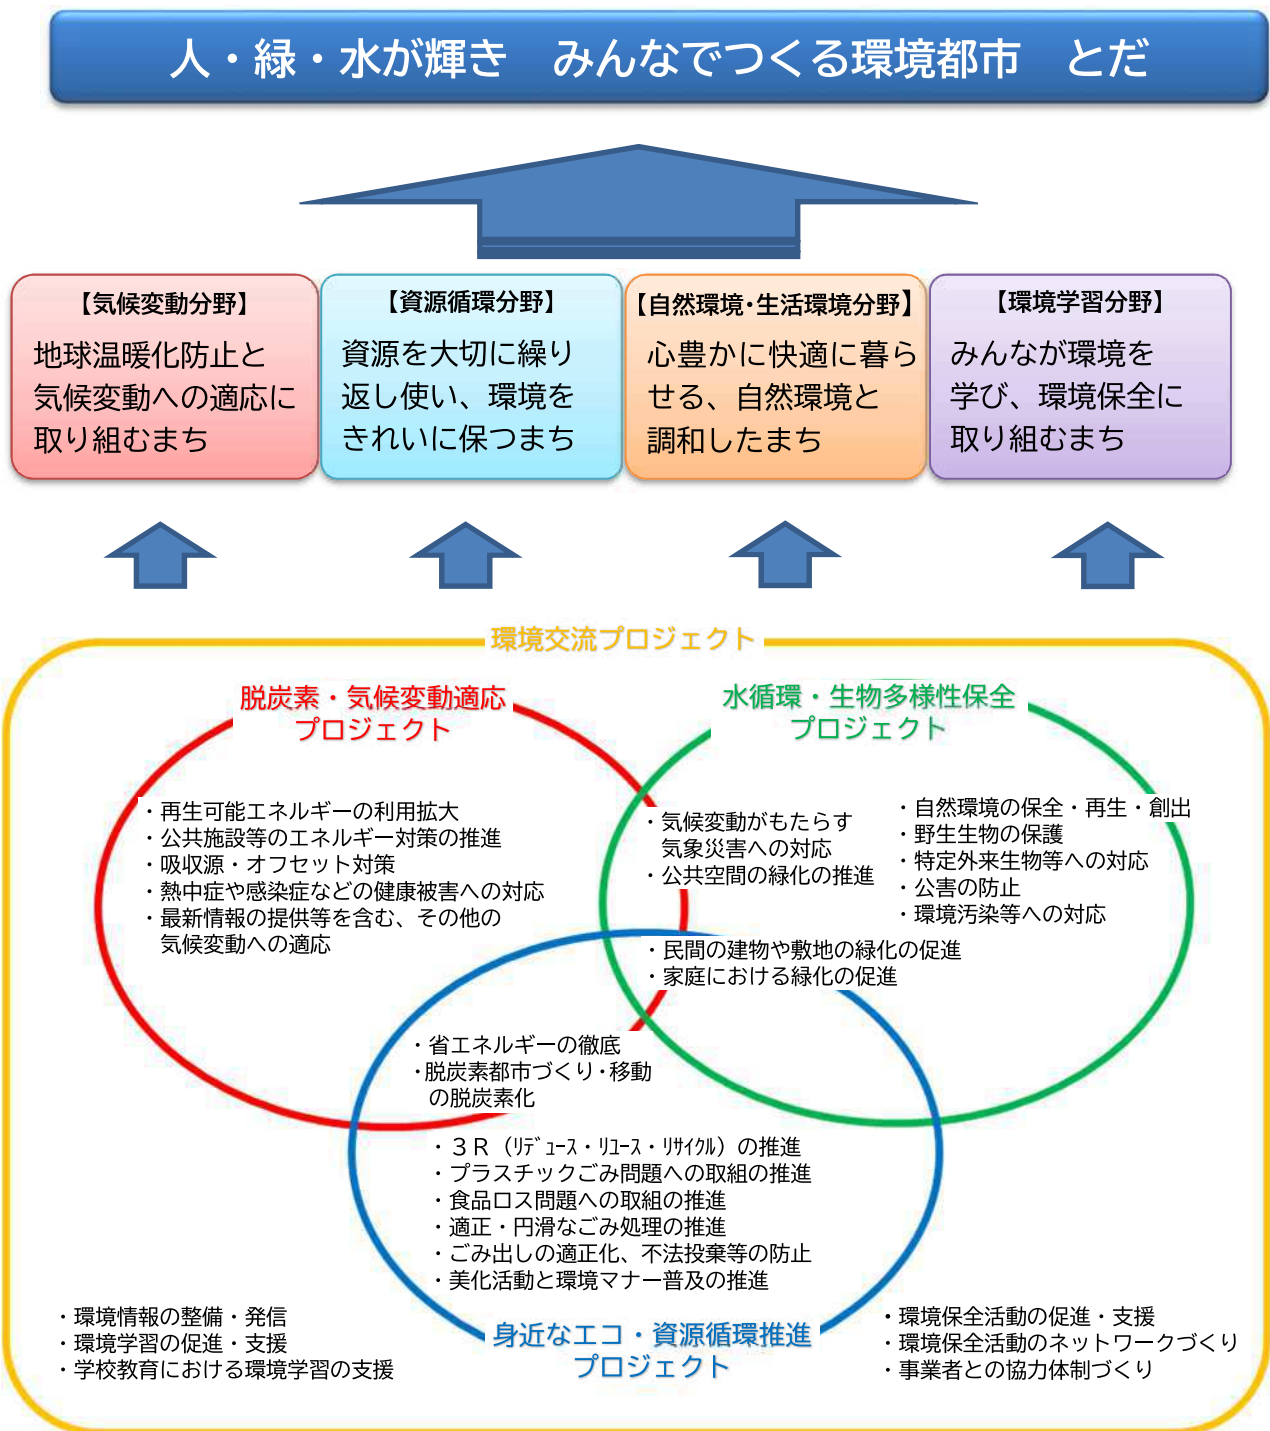 人・緑・水が輝き　みんなでつくる環境都市　とだ
【気候変動分野】
地球温暖化防止と
気候変動への適応に
取り組むまち
【資源循環分野】
資源を大切に繰り
返し使い、環境を
きれいに保つまち
【自然環境･生活環境分野】
心豊かに快適に暮ら
せる、自然環境と
調和したまち
【環境学習分野】
みんなが環境を
学び、環境保全に
取り組むまち
環境交流プロジェクト
脱炭素・気候変動適応
プロジェクト
水循環・生物多様性保全
プロジェクト
・再生可能エネルギーの利用拡大
・公共施設等のエネルギー対策の推進
・吸収源・オフセット対策
・熱中症や感染症などの健康被害への対応
・最新情報の提供等を含む、その他の
気候変動への適応
・気候変動がもたらす
気象災害への対応
・公共空間の緑化の推進
・自然環境の保全・再生・創出
・野生生物の保護
・特定外来生物等への対応
・公害の防止
・環境汚染等への対応
・民間の建物や敷地の緑化の促進
・家庭における緑化の促進
・省エネルギーの徹底
･脱炭素都市づくり･移動
の脱炭素化
・３Ｒ（ﾘﾃﾞｭｰｽ・ﾘﾕｰｽ・ﾘｻｲｸﾙ）の推進
・プラスチックごみ問題への取組の推進
・食品ロス問題への取組の推進
・適正・円滑なごみ処理の推進
・ごみ出しの適正化、不法投棄等の防止
・美化活動と環境マナー普及の推進
身近なエコ・資源循環推進
プロジェクト
・環境情報の整備・発信
・環境学習の促進・支援
・学校教育における環境学習の支援
・環境保全活動の促進・支援
・環境保全活動のネットワークづくり
・事業者との協力体制づくり